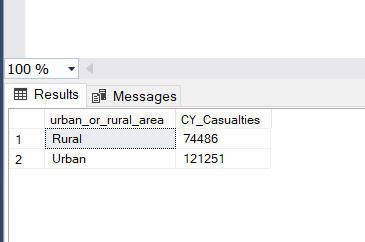 100 %
Results Messages
urban_or_rural_area CY_Casualties
1 Rural 74486
2 Urban 121251